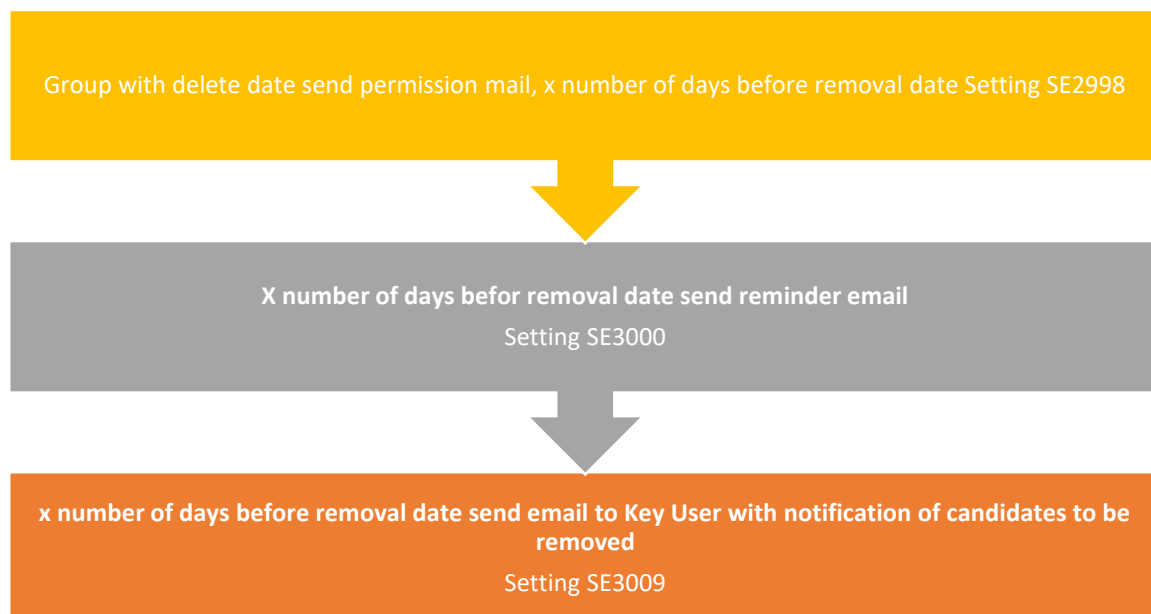 Group with delete date send permission mail, x number of days before removal date Setting SE2998
X number of days befor removal date send reminder email
Setting SE3000
x number of days before removal date send email to Key User with notification of candidates to be
removed
Setting SE3009